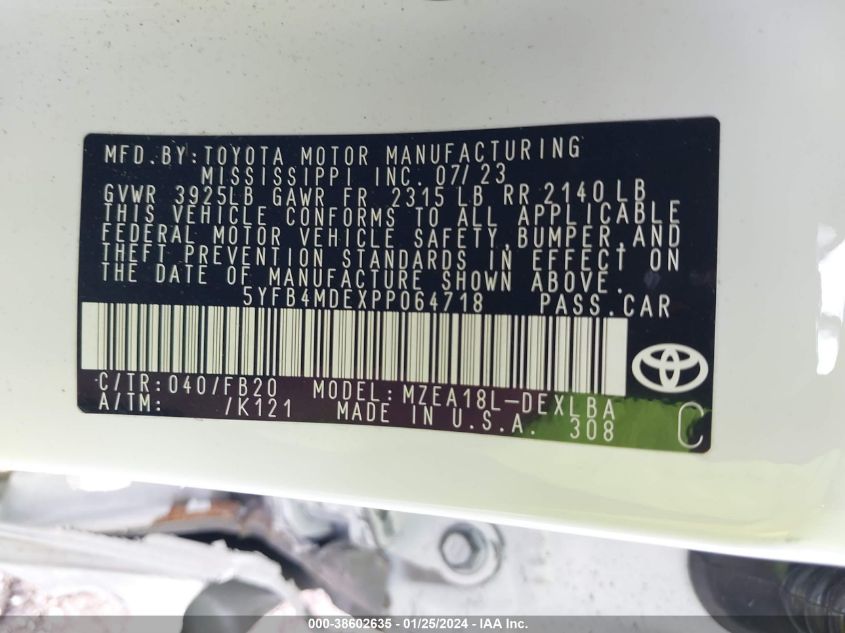 MFD.BY:TOYOTA MOTOR MANUFACTURING
MISSISSIPPI INC. 07/23
GVWR 3925LB GAWR FR 2315 LB RR 2140 LB
THIS VEHICLE CONFORMS TO ALL APPLICABLE
FEDERAL MOTOR VEHICLE SAFETY,BUMPER,AND
THEFT PREVENTION STANDARDS IN EFFECT ON
THE DATE OF MANUFACTURE SHOWN ABOVE.
5YFB4MDEXPP064718 PASS.CAR
C/TR:040/FB20 MODEL:MZEA18L-DEXLBA
A/TM: /K121 MADE IN U.S.A. 308 C
000-38602635 - 01/25/2024 - IAA Inc.